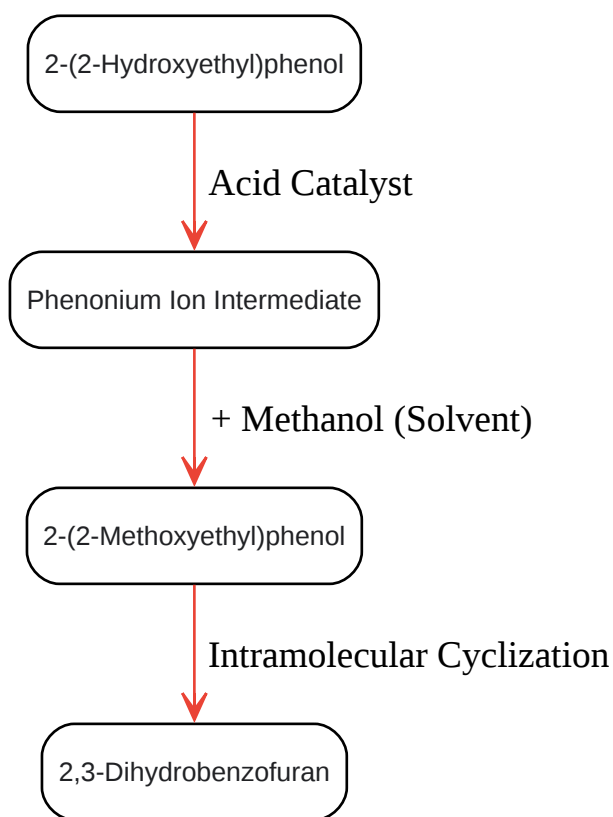 2-(2-Hydroxyethyl)phenol
Acid Catalyst
Phenonium Ion Intermediate
+ Methanol (Solvent)
2-(2-Methoxyethyl)phenol
Intramolecular Cyclization
2,3-Dihydrobenzofuran